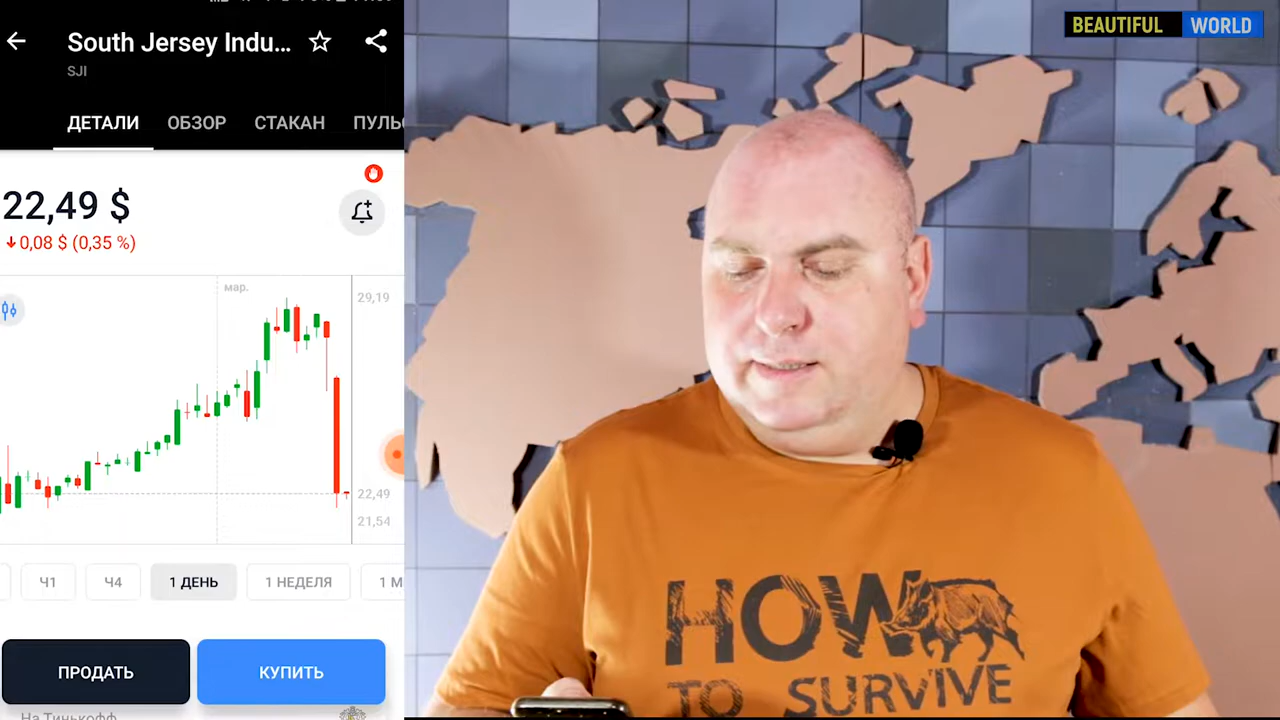 South Jersey Indu...
SJI
ДЕТАЛИ
ОБЗОР
СТАКАН
22,49 $
0,08 $ (0,35 %)
мар.
29,19
22,49
21,54
Ч1
Ч4
1 ДЕНЬ
1 НЕДЕЛЯ
1 М
ПРОДАТЬ
КУПИТЬ
BEAUTIFUL WORLD
HOW
TO SURVIVE